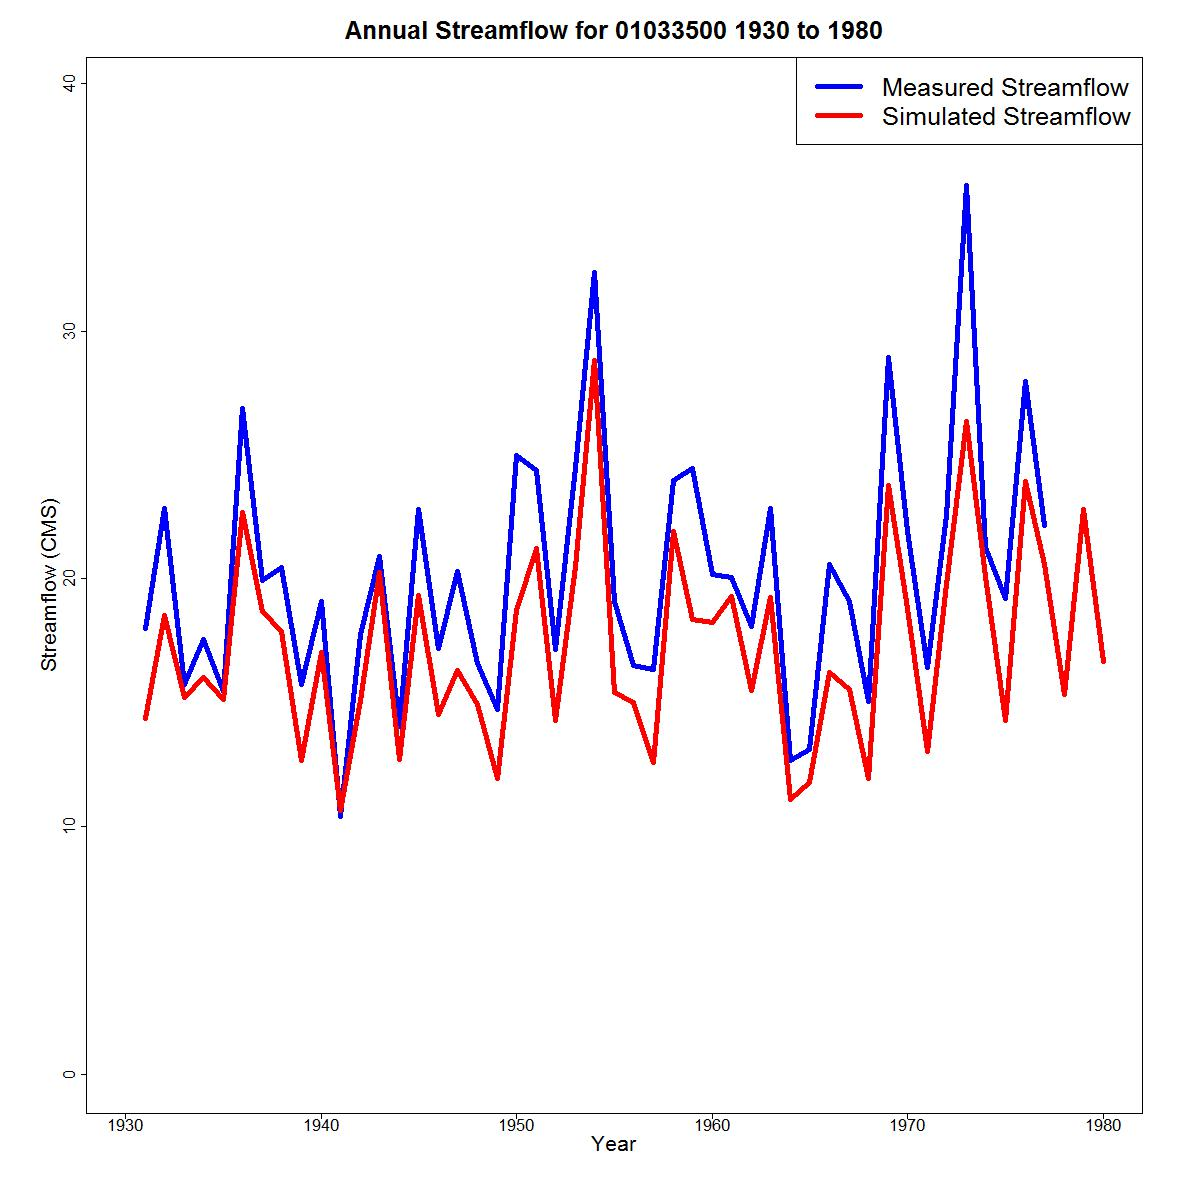 Annual Streamflow for 01033500 1930 to 1980
Measured Streamflow
Simulated Streamflow
Streamflow (CMS)
40
30
20
10
0
1930 1940 1950 1960 1970 1980
Year